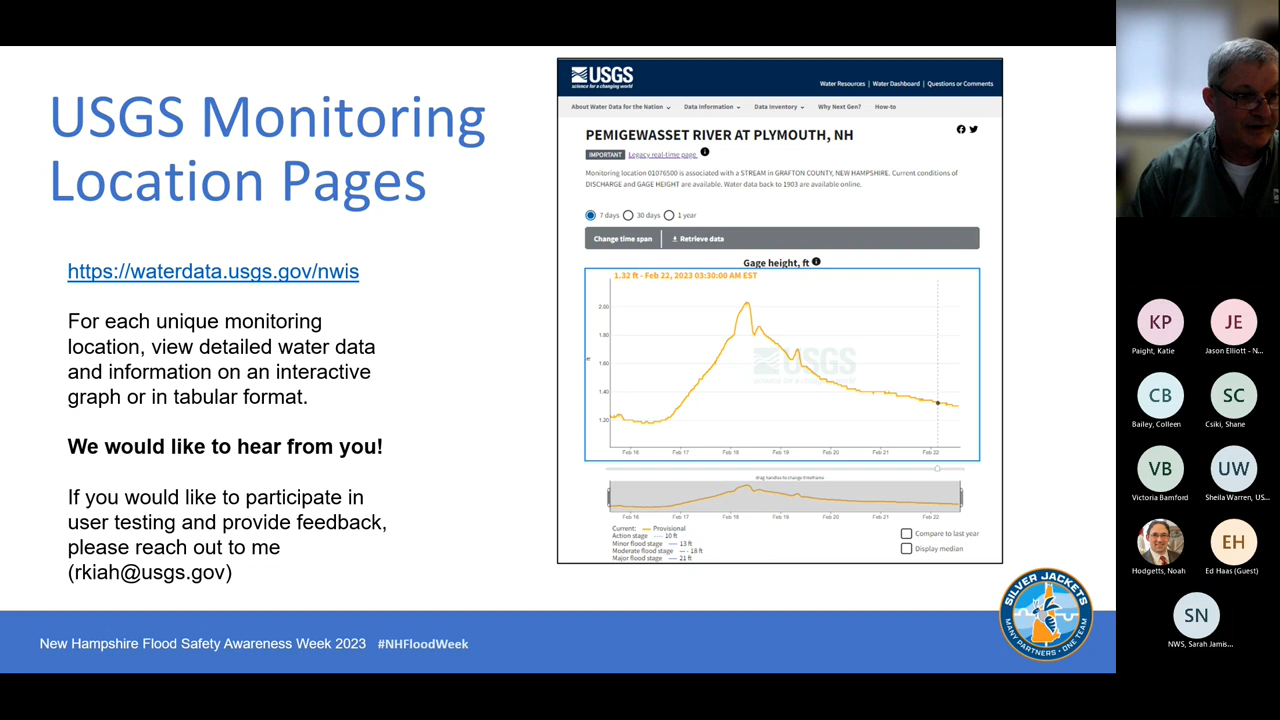 USGS Monitoring
Location Pages
https://waterdata.usgs.gov/nwis
For each unique monitoring
location, view detailed water data
and information on an interactive
graph or in tabular format.
We would like to hear from you!
If you would like to participate in
user testing and provide feedback,
please reach out to me
(rkiah@usgs.gov)
USGS
science for a changing world
Water Resources | Water Dashboard | Questions or Comments
About Water Data for the Nation Data Information Data Inventory Why Next Gen? How-to
PEMIGEWASSET RIVER AT PLYMOUTH, NH
IMPORTANT Legacy real-time page
Monitoring location 01076500 is associated with a STREAM in GRAFTON COUNTY, NEW HAMPSHIRE. Current conditions of
DISCHARGE and GAGE HEIGHT are available. Water data back to 1903 are available online.
7 days 30 days 1 year
Change time span Retrieve data
Gage height, ft
1.32 ft - Feb 22, 2023 03:30:00 AM EST
2.00
1.80
1.60
1.40
1.20
ft
USGS
Feb 16 Feb 17 Feb 18 Feb 19 Feb 20 Feb 21 Feb 22
drag handles to change timeframe
Feb 16 Feb 17 Feb 18 Feb 19 Feb 20 Feb 21 Feb 22
Current: Provisional
Action stage 10 ft
Minor flood stage 13 ft
Moderate flood stage 18 ft
Major flood stage 21 ft
Compare to last year
Display median
SILVER JACKETS
MANY PARTNERS • ONE TEAM
New Hampshire Flood Safety Awareness Week 2023 #NHFloodWeek
KP
Paight, Katie
JE
Jason Elliott - N...
CB
Bailey, Colleen
SC
Csiki, Shane
VB
Victoria Bamford
UW
Sheila Warren, US...
Hodgetts, Noah
EH
Ed Haas (Guest)
SN
NWS, Sarah Jamis...